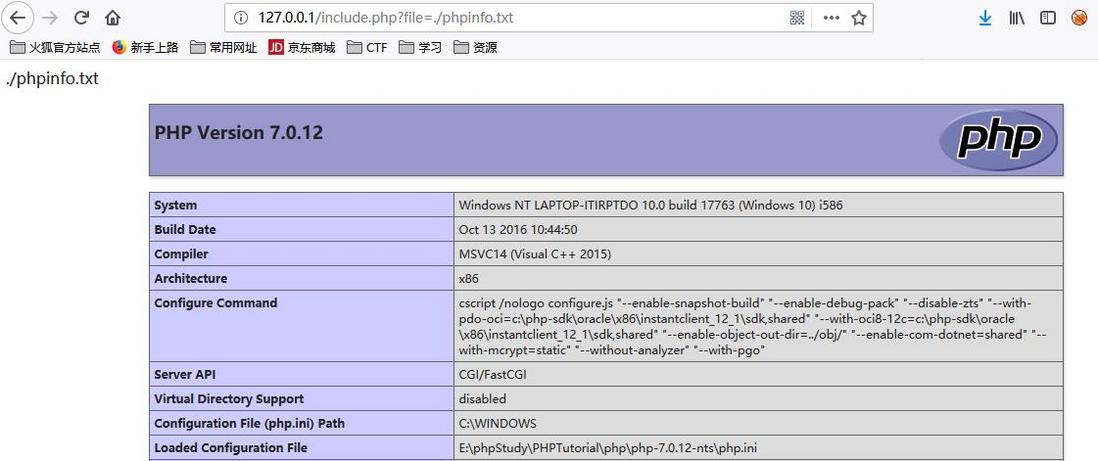 127.0.0.1/include.php?file=./phpinfo.txt
火狐官方站点 新手上路 常用网址 JD 京东商城 CTF 学习 资源
./phpinfo.txt
PHP Version 7.0.12 php
System Windows NT LAPTOP-ITIRPTDO 10.0 build 17763 (Windows 10) i586
Build Date Oct 13 2016 10:44:50
Compiler MSVC14 (Visual C++ 2015)
Architecture x86
Configure Command cscript /nologo configure.js "--enable-snapshot-build" "--enable-debug-pack" "--disable-zts" "--with-
pdo-oci=c:\php-sdk\oracle\x86\instantclient_12_1\sdk,shared" "--with-oci8-12c=c:\php-sdk\oracle
\x86\instantclient_12_1\sdk,shared" "--enable-object-out-dir=../obj/" "--enable-com-dotnet=shared" "--
with-mcrypt=static" "--without-analyzer" "--with-pgo"
Server API CGI/FastCGI
Virtual Directory Support disabled
Configuration File (php.ini) Path C:\WINDOWS
Loaded Configuration File E:\phpStudy\PHPTutorial\php\php-7.0.12-nts\php.ini